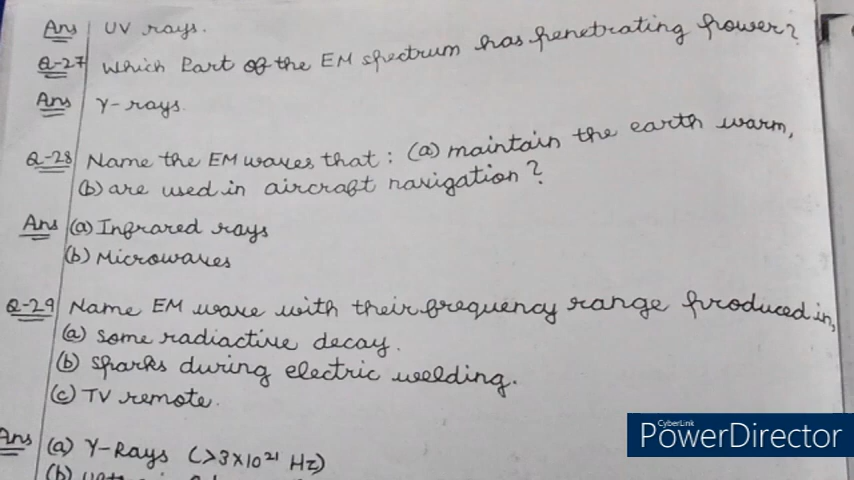 Ans UV rays.
Q-27 Which Part of the EM spectrum has penetrating power?
Ans γ-rays.
Q-28 Name the EM waves that : (a) maintain the earth warm,
(b) are used in aircraft navigation?
Ans (a) Infrared rays
(b) Microwaves
Q-29 Name EM wave with their frequency range produced in,
(a) some radiactive decay.
(b) sparks during electric welding.
(c) TV remote.
Ans (a) γ-Rays (>3×10²¹ Hz)
(b)
CyberLink
PowerDirector